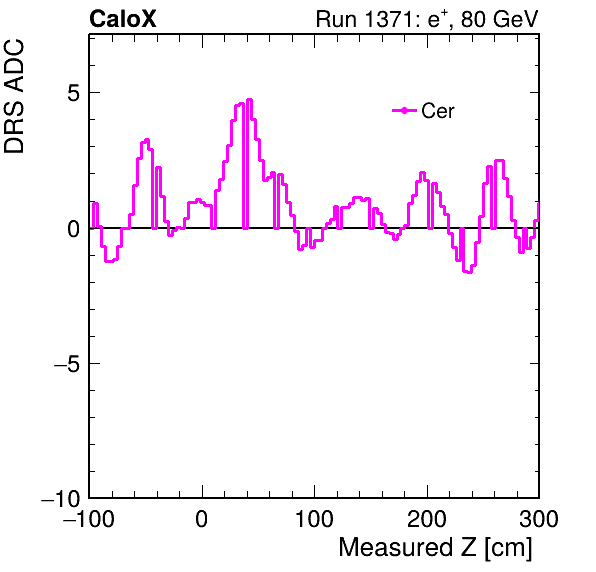 CaloX
Run 1371: e⁺, 80 GeV
DRS ADC
Cer
5
0
−5
−10
−100 0 100 200 300
Measured Z [cm]